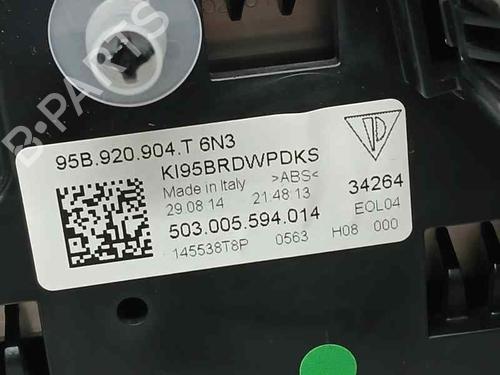 B-PARTS
95B.920.904.T 6N3
KI95BRDWPDKS
Made in Italy >ABS<
29.08.14 21.48.13
34264
503.005.594.014
EOL04
145538T8P 0563 H08 000